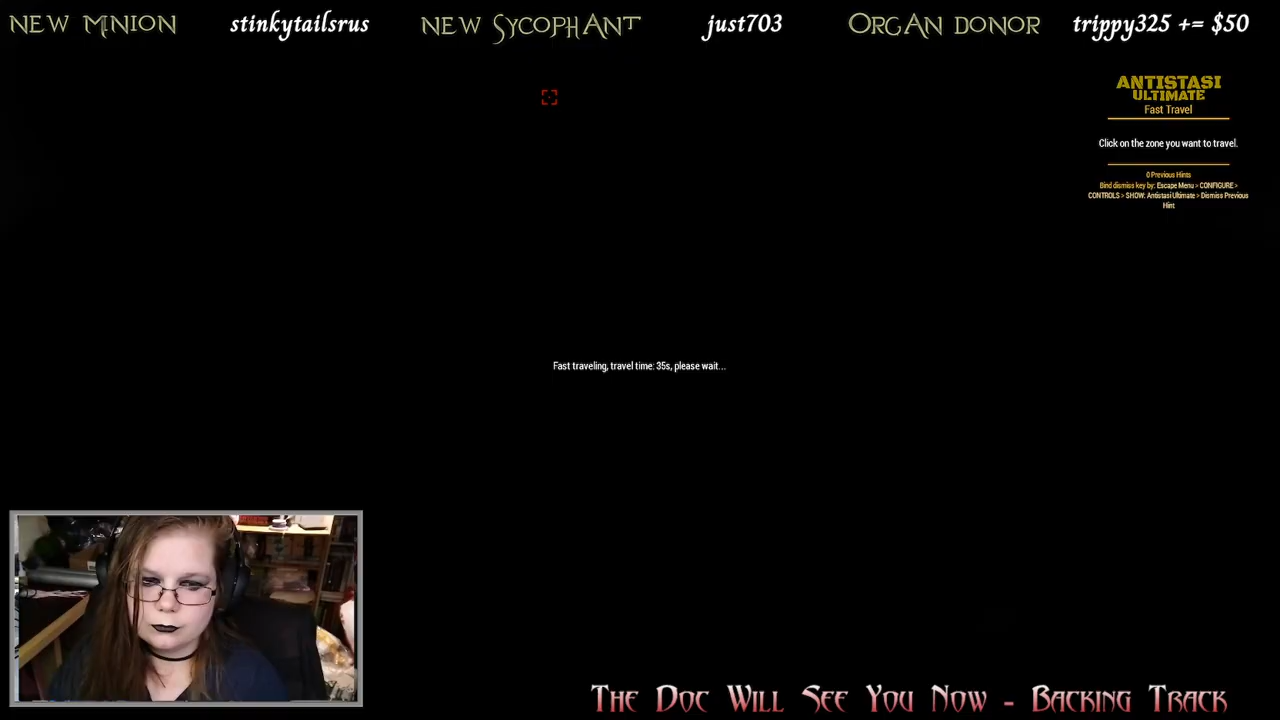 NEW MINION stinkytailsrus NEW SYCOPHANT just703 ORGAN DONOR trippy325 += $50
ANTISTASI
ULTIMATE
Fast Travel
Click on the zone you want to travel.
0 Previous Hints
Bind dismiss key by: Escape Menu > CONFIGURE >
CONTROLS > SHOW: Antistasi Ultimate > Dismiss Previous
Hint
Fast traveling, travel time: 35s, please wait...
THE DOC WILL SEE YOU NOW - BACKING TRACK